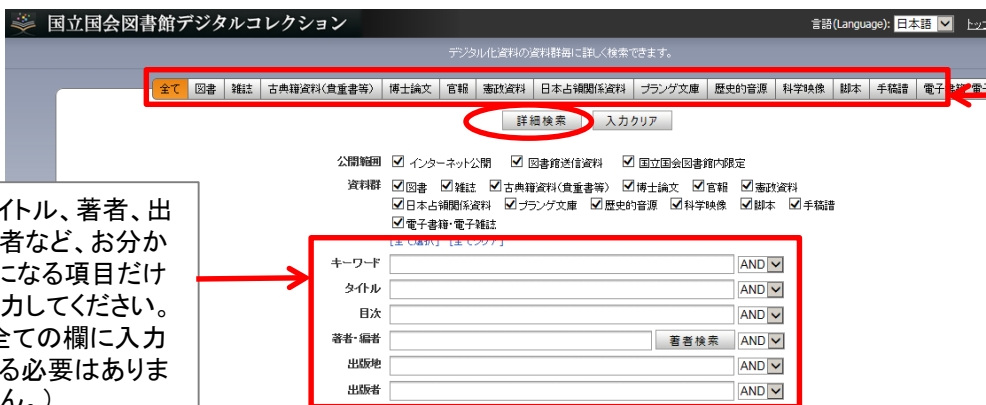 国立国会図書館デジタルコレクション
言語(Language): 日本語
デジタル化資料の資料群毎に詳しく検索できます。
全て 図書 雑誌 古典籍資料(貴重書等) 博士論文 官報 憲政資料 日本占領関係資料 プランゲ文庫 歴史的音源 科学映像 脚本 手稿譜
詳細検索 入力クリア
公開範囲 インターネット公開 図書館送信資料 国立国会図書館内限定
資料群 図書 雑誌 古典籍資料(貴重書等) 博士論文 官報 憲政資料
日本占領関係資料 プランゲ文庫 歴史的音源 科学映像 脚本 手稿譜
電子書籍・電子雑誌
[全て選択] [全てクリア]
キーワード AND
タイトル AND
目次 AND
著者・編者 著者検索 AND
出版地 AND
出版者 AND
イトル、著者、出
者など、お分か
になる項目だけ
力してください。
全ての欄に入力
る必要はありま
ん。)